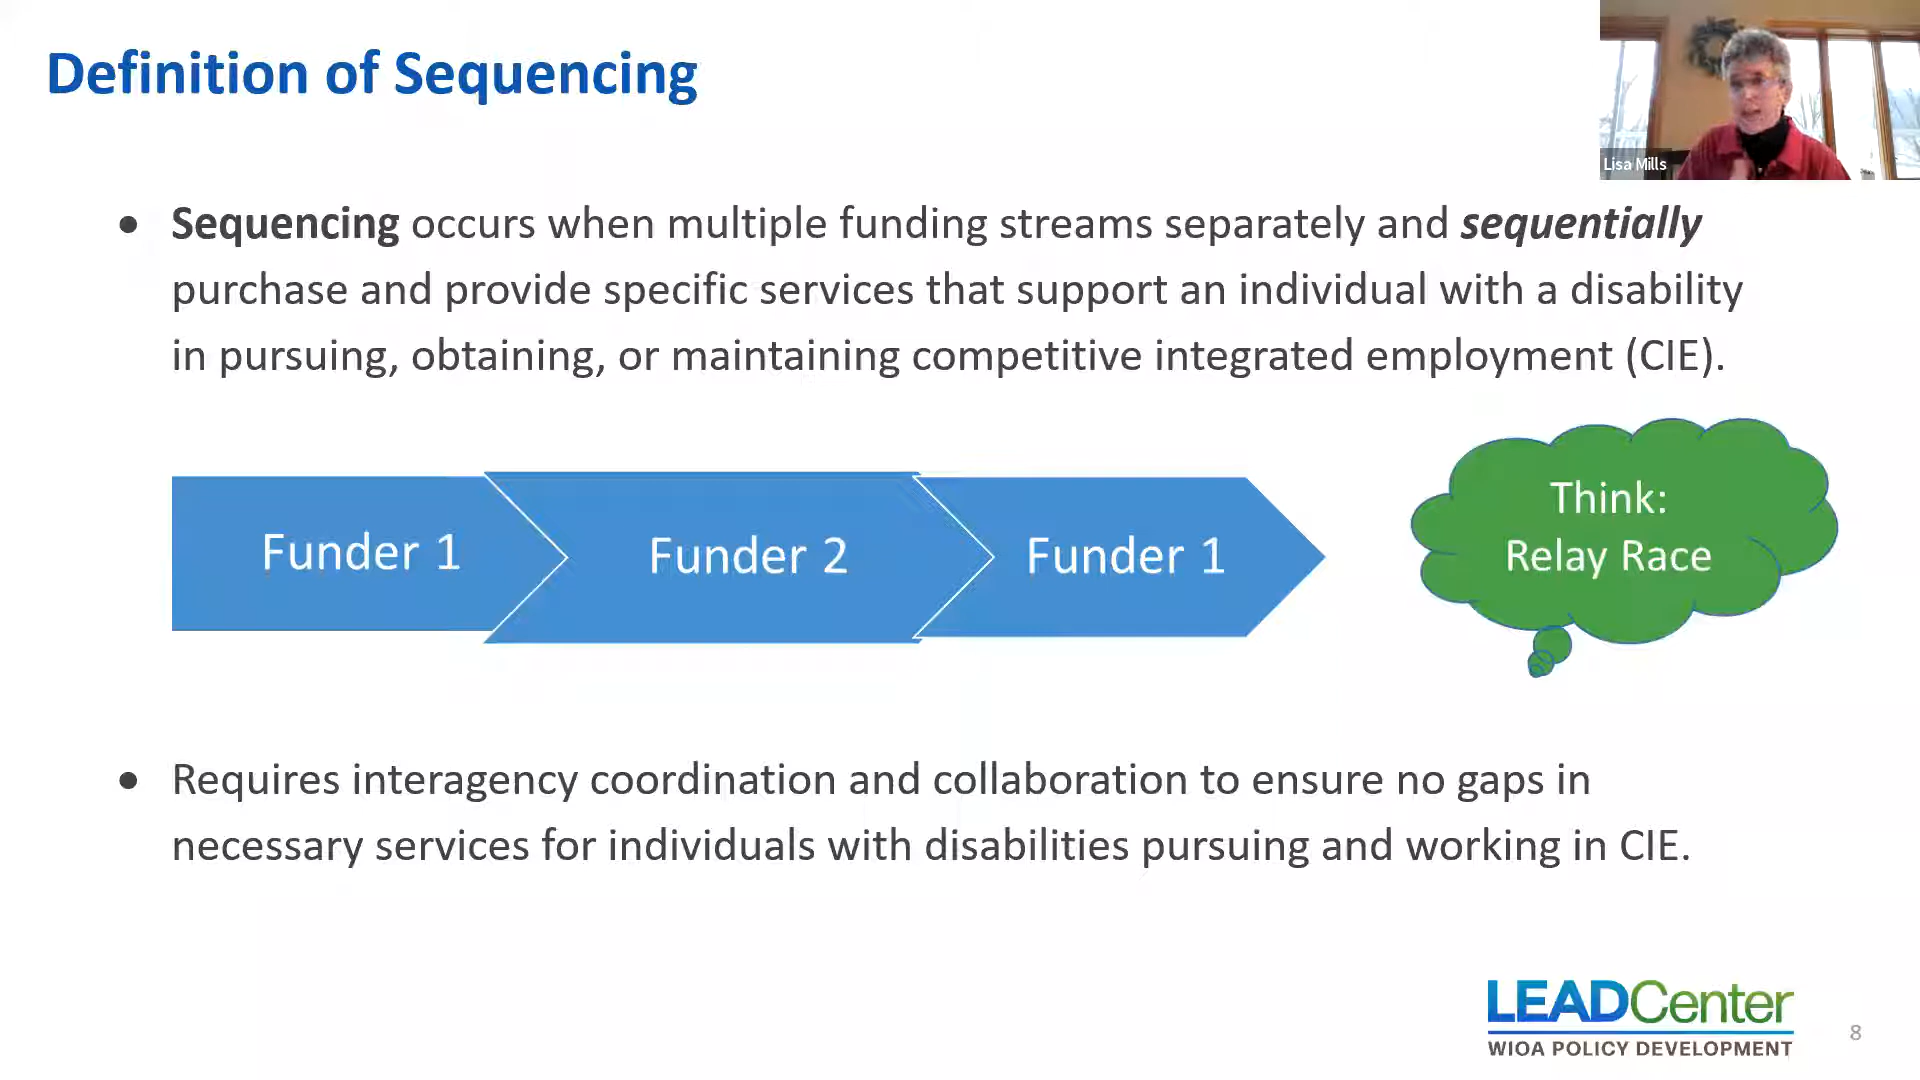 Definition of Sequencing
Lisa Mills
• Sequencing occurs when multiple funding streams separately and sequentially
purchase and provide specific services that support an individual with a disability
in pursuing, obtaining, or maintaining competitive integrated employment (CIE).
Funder 1
Funder 2
Funder 1
Think:
Relay Race
• Requires interagency coordination and collaboration to ensure no gaps in
necessary services for individuals with disabilities pursuing and working in CIE.
LEADCenter
WIOA POLICY DEVELOPMENT
8